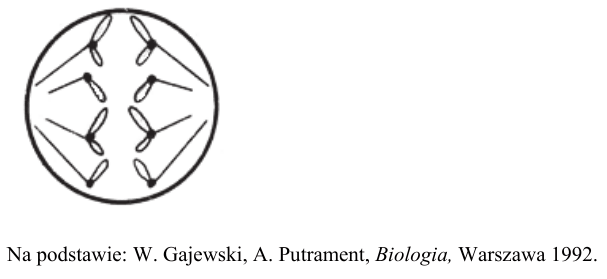 Na podstawie: W. Gajewski, A. Putrament, Biologia, Warszawa 1992.